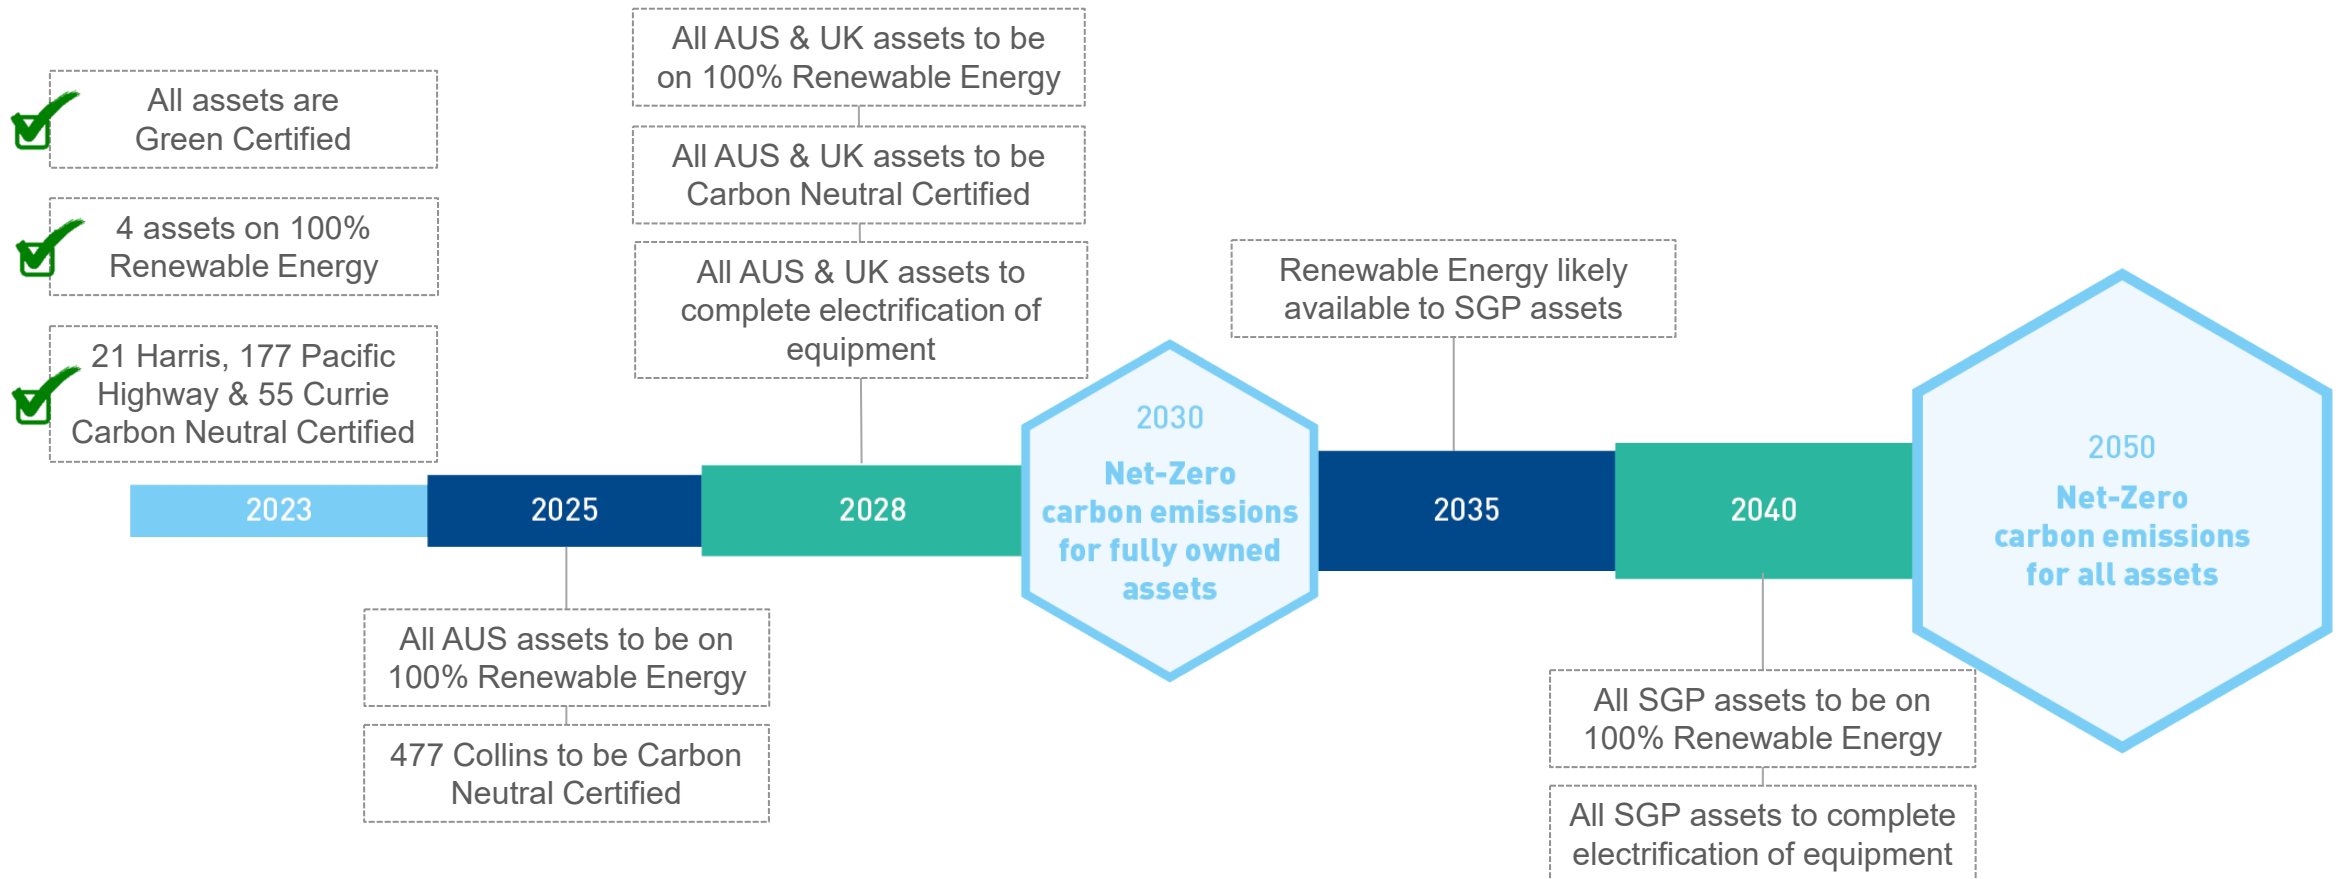 All assets are
Green Certified
4 assets on 100%
Renewable Energy
21 Harris, 177 Pacific
Highway & 55 Currie
Carbon Neutral Certified
2023
2025
All AUS assets to be on
100% Renewable Energy
477 Collins to be Carbon
Neutral Certified
All AUS & UK assets to be
on 100% Renewable Energy
All AUS & UK assets to be
Carbon Neutral Certified
All AUS & UK assets to
complete electrification of
equipment
2028
2030
Net-Zero
carbon emissions
for fully owned
assets
Renewable Energy likely
available to SGP assets
2035
2040
All SGP assets to be on
100% Renewable Energy
All SGP assets to complete
electrification of equipment
2050
Net-Zero
carbon emissions
for all assets